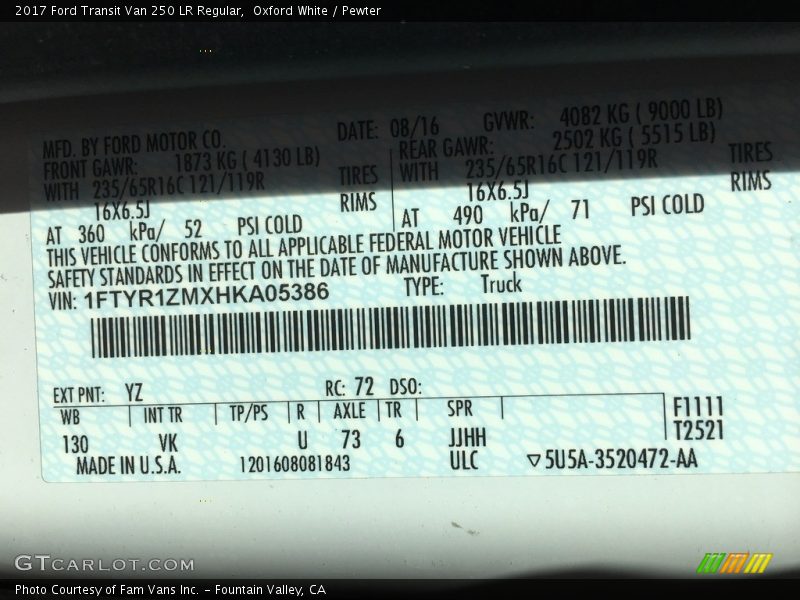 2017 Ford Transit Van 250 LR Regular,  Oxford White / Pewter
MFD. BY FORD MOTOR CO.
DATE: 08/16
GVWR: 4082 KG ( 9000 LB)
FRONT GAWR: 1873 KG ( 4130 LB)
WITH 235/65R16C 121/119R TIRES
16X6.5J RIMS
AT 360 kPa/ 52 PSI COLD
REAR GAWR: 2502 KG ( 5515 LB)
WITH 235/65R16C 121/119R TIRES
16X6.5J RIMS
AT 490 kPa/ 71 PSI COLD
THIS VEHICLE CONFORMS TO ALL APPLICABLE FEDERAL MOTOR VEHICLE
SAFETY STANDARDS IN EFFECT ON THE DATE OF MANUFACTURE SHOWN ABOVE.
VIN: 1FTYR1ZMXHKA05386 TYPE: Truck
EXT PNT: YZ RC: 72 DSO:
WB INT TR TP/PS R AXLE TR SPR
130 VK U 73 6 JJHH
F1111
T2521
MADE IN U.S.A. 1201608081843 ULC ▽5U5A-3520472-AA
GTCARLOT.COM
Photo Courtesy of Fam Vans Inc. – Fountain Valley, CA